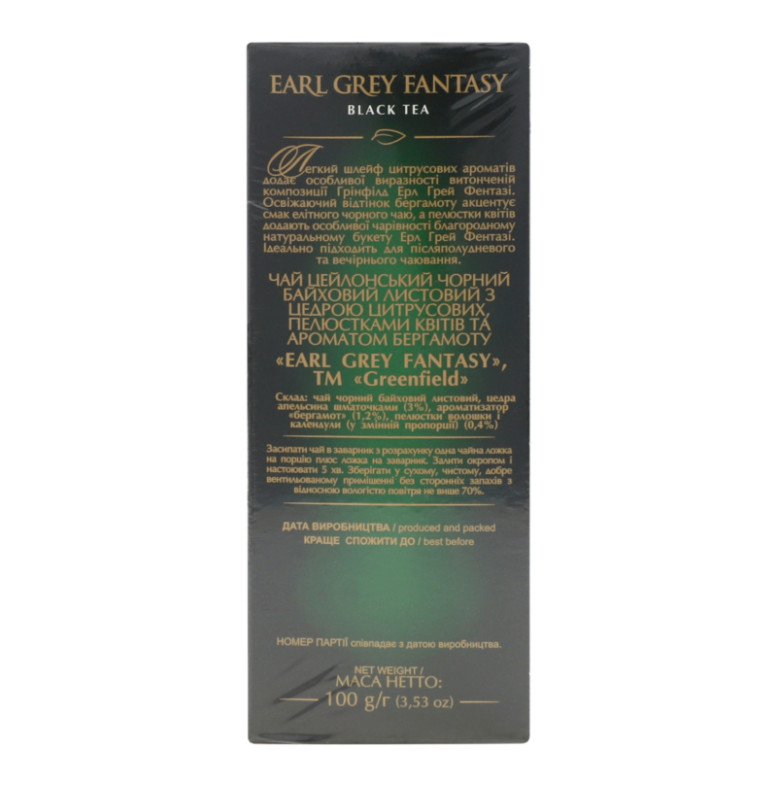 EARL GREY FANTASY
BLACK TEA
Легкий шлейф цитрусових ароматів
додає особливої виразності витонченій
композиції Грінфілд Ерл Грей Фентазі.
Освіжаючий відтінок бергамоту акцентує
смак елітного чорного чаю, а пелюстки квітів
додають особливої чарівності благородному
натуральному букету Ерл Грей Фентазі.
Ідеально підходить для післяполудневого
та вечірнього чаювання.
ЧАЙ ЦЕЙЛОНСЬКИЙ ЧОРНИЙ
БАЙХОВИЙ ЛИСТОВИЙ З
ЦЕДРОЮ ЦИТРУСОВИХ,
ПЕЛЮСТКАМИ КВІТІВ ТА
АРОМАТОМ БЕРГАМОТУ
«EARL GREY FANTASY»,
ТМ «Greenfield»
Склад: чай чорний байховий листовий, цедра
апельсина шматочками (3%), ароматизатор
«бергамот» (1,2%), пелюстки волошки і
календули (у змінній пропорції) (0,4%)
Засипати чай в заварник з розрахунку одна чайна ложка
на порцію плюс ложка на заварник. Залити окропом і
настоювати 5 хв. Зберігати у сухому, чистому, добре
вентильованому приміщенні без сторонніх запахів з
відносною вологістю повітря не вище 70%.
ДАТА ВИРОБНИЦТВА / produced and packed
КРАЩЕ СПОЖИТИ ДО / best before
НОМЕР ПАРТІЇ співпадає з датою виробництва.
NET WEIGHT /
МАСА НЕТТО:
100 g/г (3,53 oz)